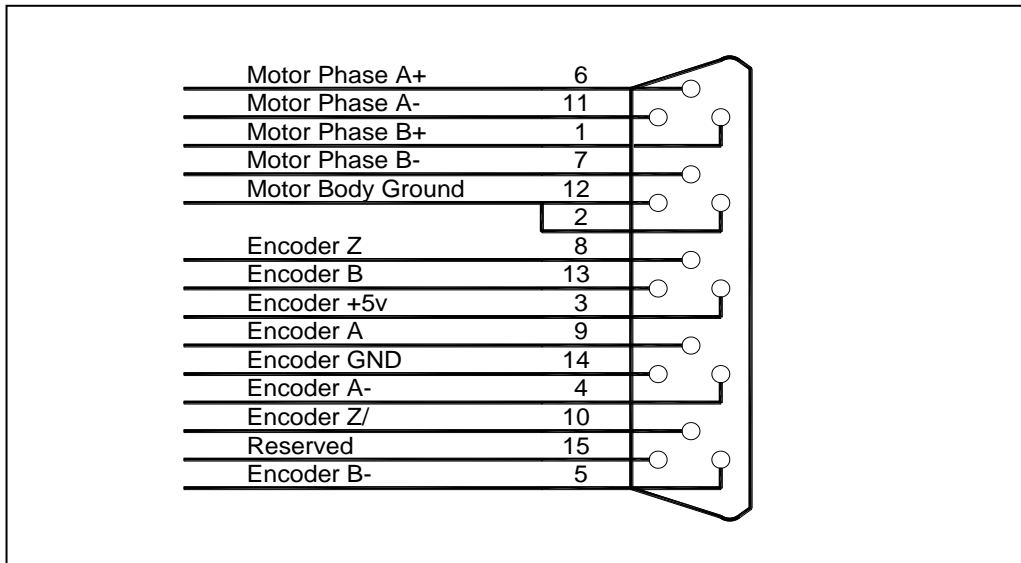 Motor Phase A+ 6
Motor Phase A- 11
Motor Phase B+ 1
Motor Phase B- 7
Motor Body Ground 12
2
Encoder Z 8
Encoder B 13
Encoder +5v 3
Encoder A 9
Encoder GND 14
Encoder A- 4
Encoder Z/ 10
Reserved 15
Encoder B- 5